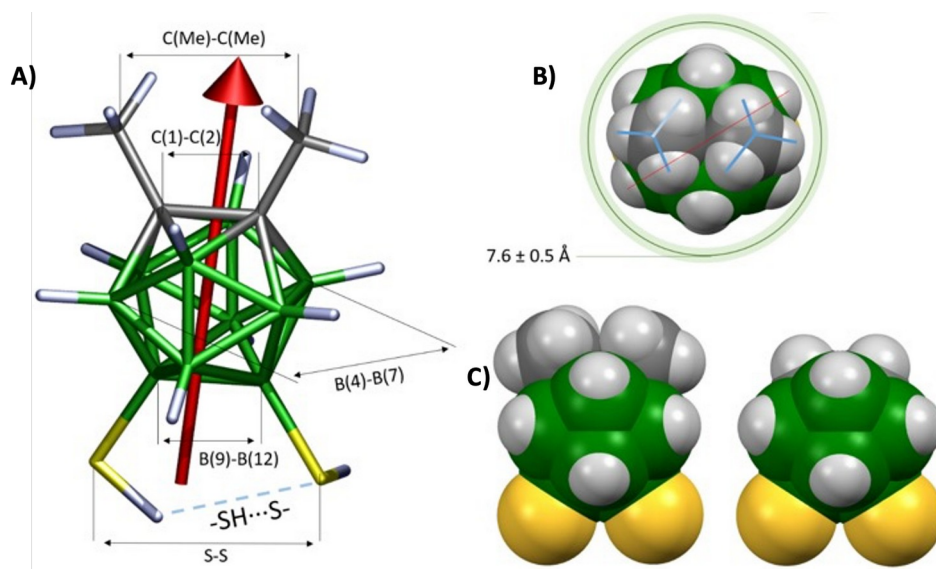 A)
C(Me)-C(Me)
C(1)-C(2)
B(4)-B(7)
B(9)-B(12)
-SH···S-
S-S
B)
7.6 ± 0.5 Å
C)